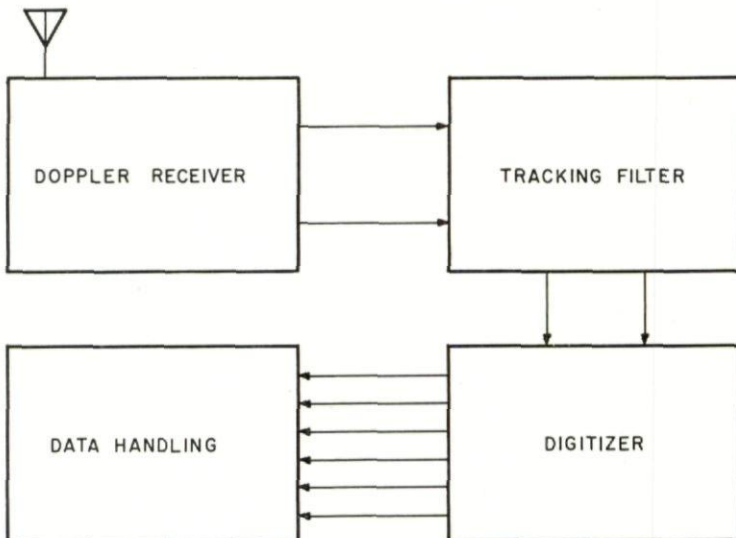 DOPPLER RECEIVER
TRACKING FILTER
DATA HANDLING
DIGITIZER